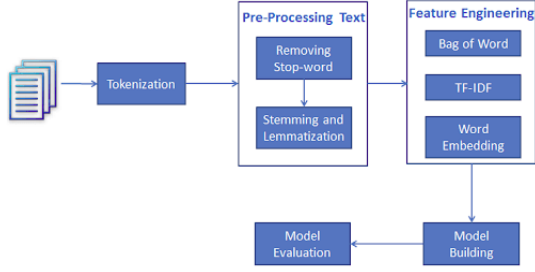 Pre-Processing Text
Feature Engineering
Tokenization
Removing
Stop-word
Stemming and
Lemmatization
Bag of Word
TF-IDF
Word
Embedding
Model
Evaluation
Model
Building